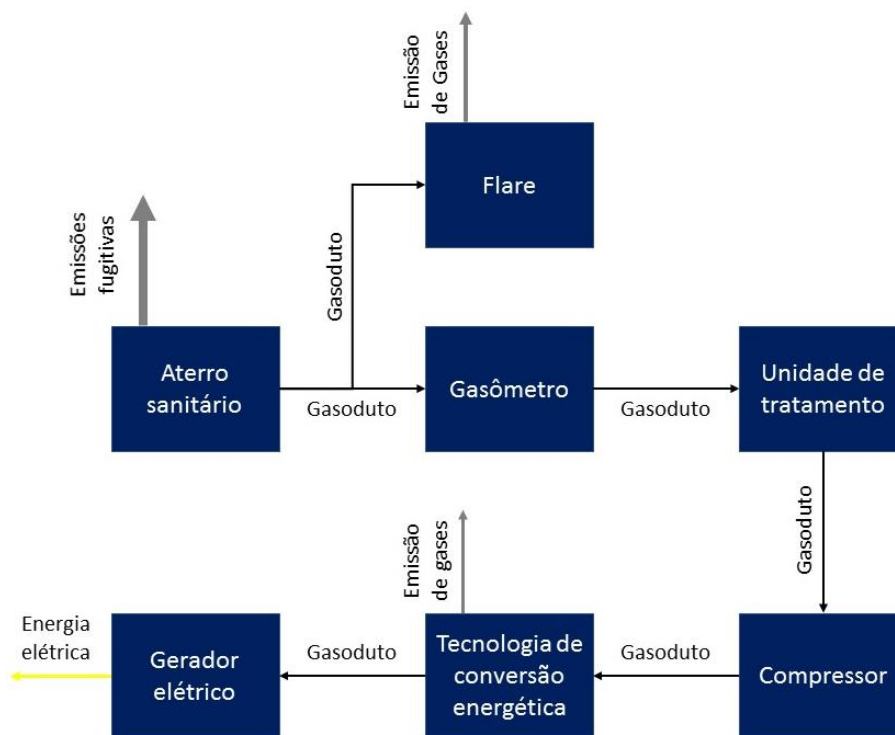 Emissão
de Gases
Flare
Emissões
fugitivas
Gasoduto
Aterro
sanitário
Gasoduto
Gasômetro
Gasoduto
Unidade de
tratamento
Gasoduto
Emissão
de gases
Energia
elétrica
Gerador
elétrico
Gasoduto
Tecnologia de
conversão
energética
Gasoduto
Compressor